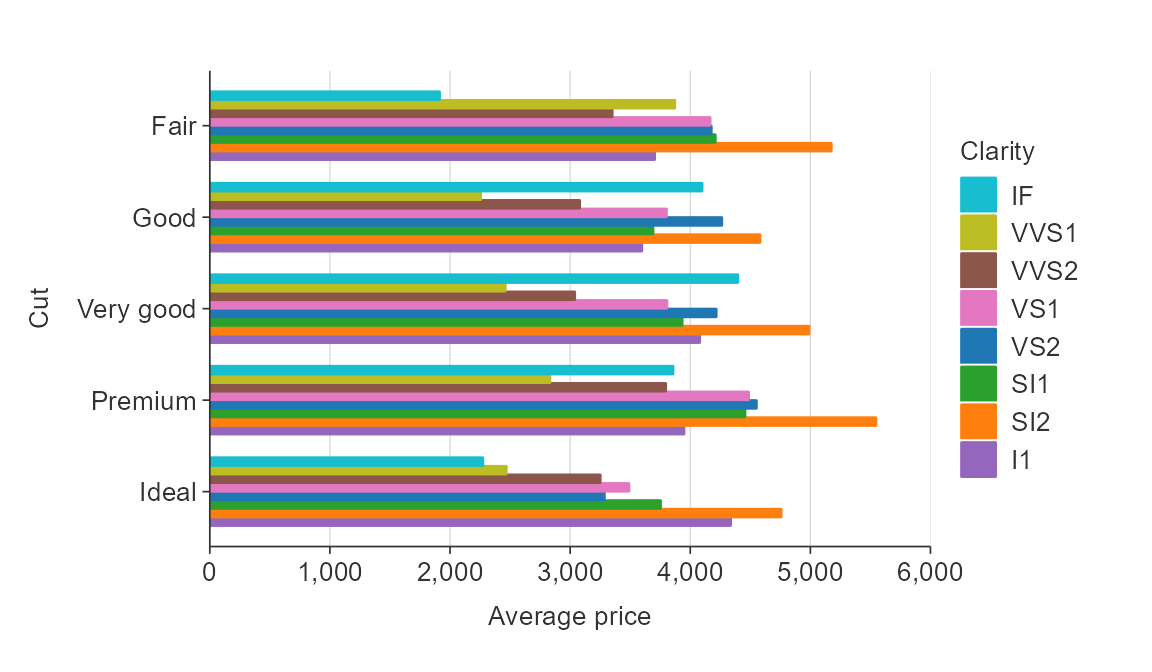 Cut
Fair
Good
Very good
Premium
Ideal
0 1,000 2,000 3,000 4,000 5,000 6,000
Average price
Clarity
IF
VVS1
VVS2
VS1
VS2
SI1
SI2
I1